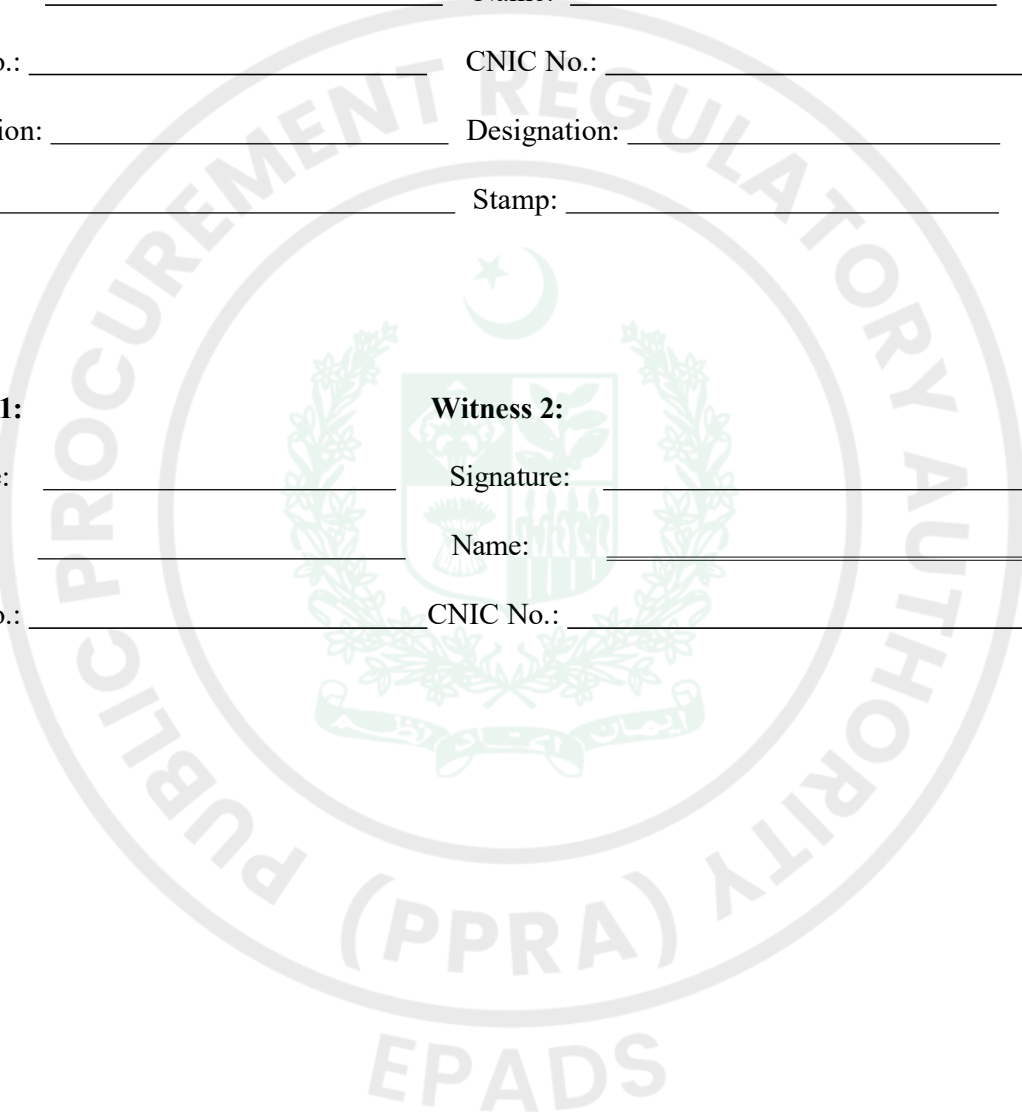 Name:
o.: CNIC No.:
ion: Designation:
Stamp:
1: Witness 2:
e: Signature:
Name:
o.: CNIC No.:
PUBLIC PROCUREMENT REGULATORY AUTHORITY
(PPRA)
EPADS